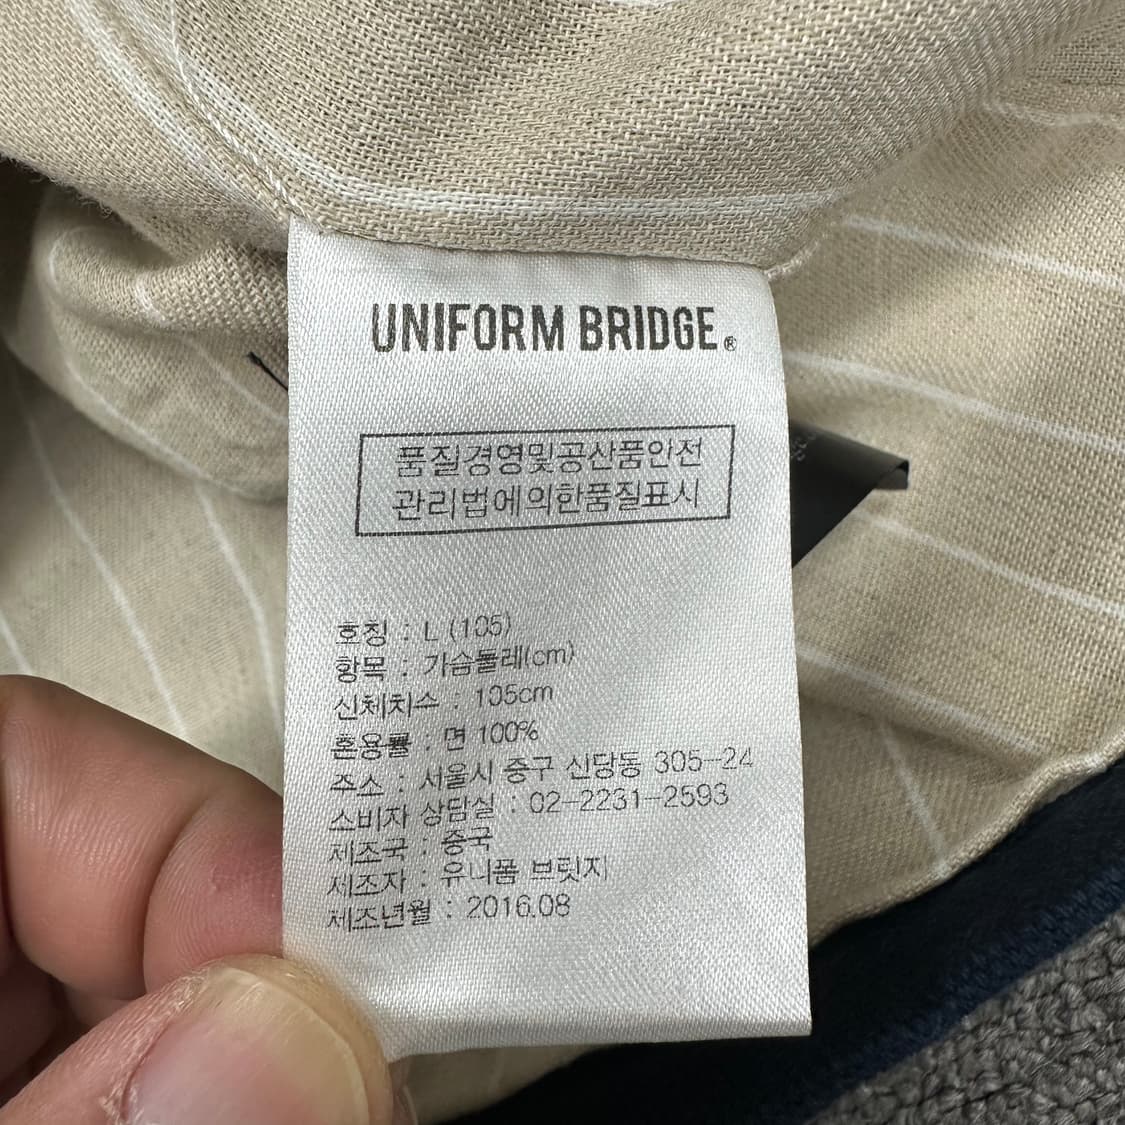 UNIFORM BRIDGE®
품질경영및공산품안전
관리법에의한품질표시
호칭 : L (105)
항목 : 가슴둘레(cm)
신체치수 : 105cm
혼용률 : 면 100%
주소 : 서울시 중구 신당동 305-24
소비자 상담실 : 02-2231-2593
제조국 : 중국
제조자 : 유니폼 브릿지
제조년월 : 2016.08